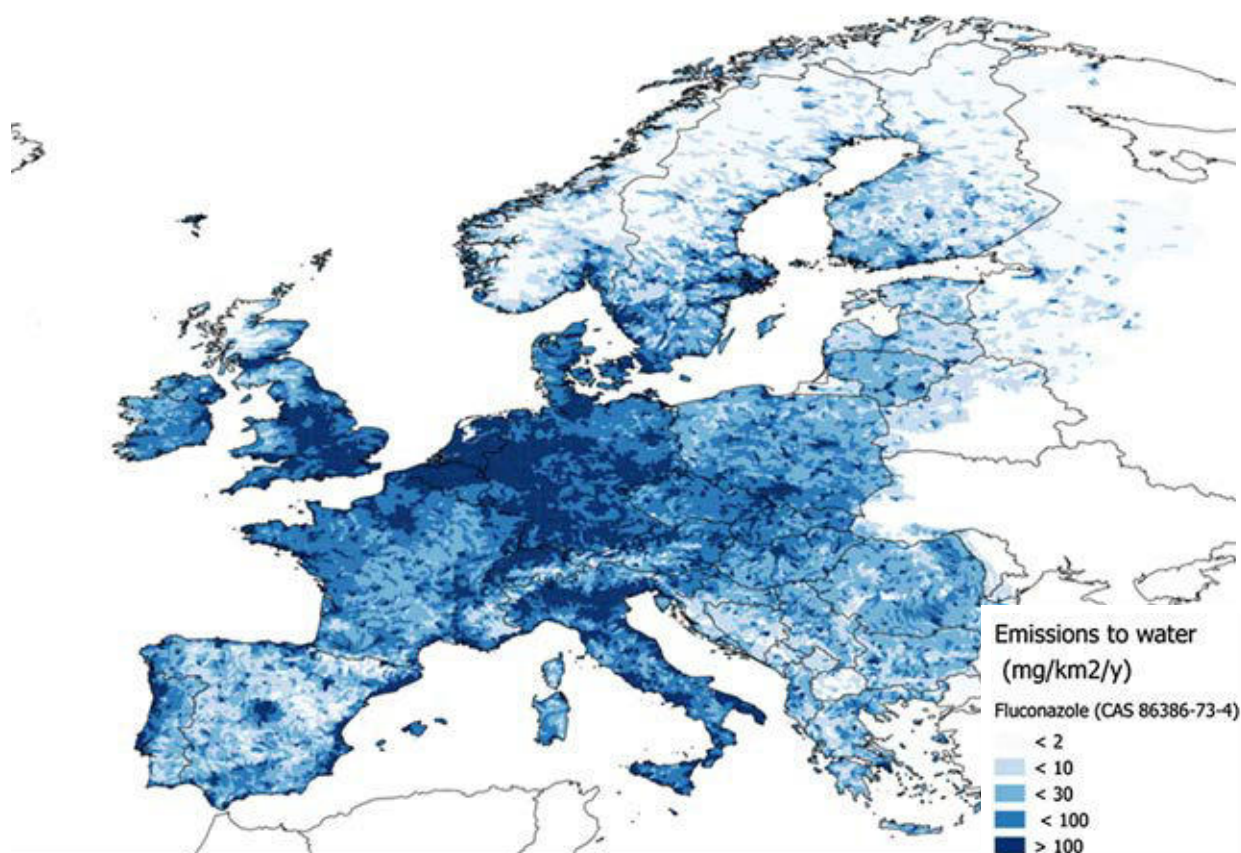 Emissions to water
(mg/km2/y)
Fluconazole (CAS 86386-73-4)
< 2
< 10
< 30
< 100
> 100